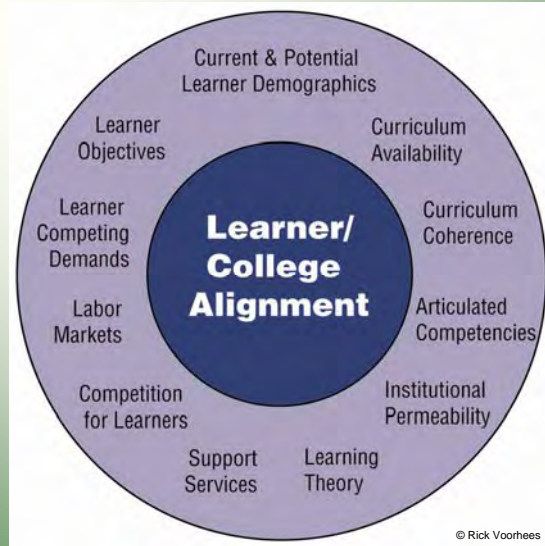 Current & Potential
Learner Demographics
Curriculum
Availability
Curriculum
Coherence
Articulated
Competencies
Institutional
Permeability
Learning
Theory
Support
Services
Competition
for Learners
Labor
Markets
Learner
Competing
Demands
Learner
Objectives
Learner/
College
Alignment
© Rick Voorhees